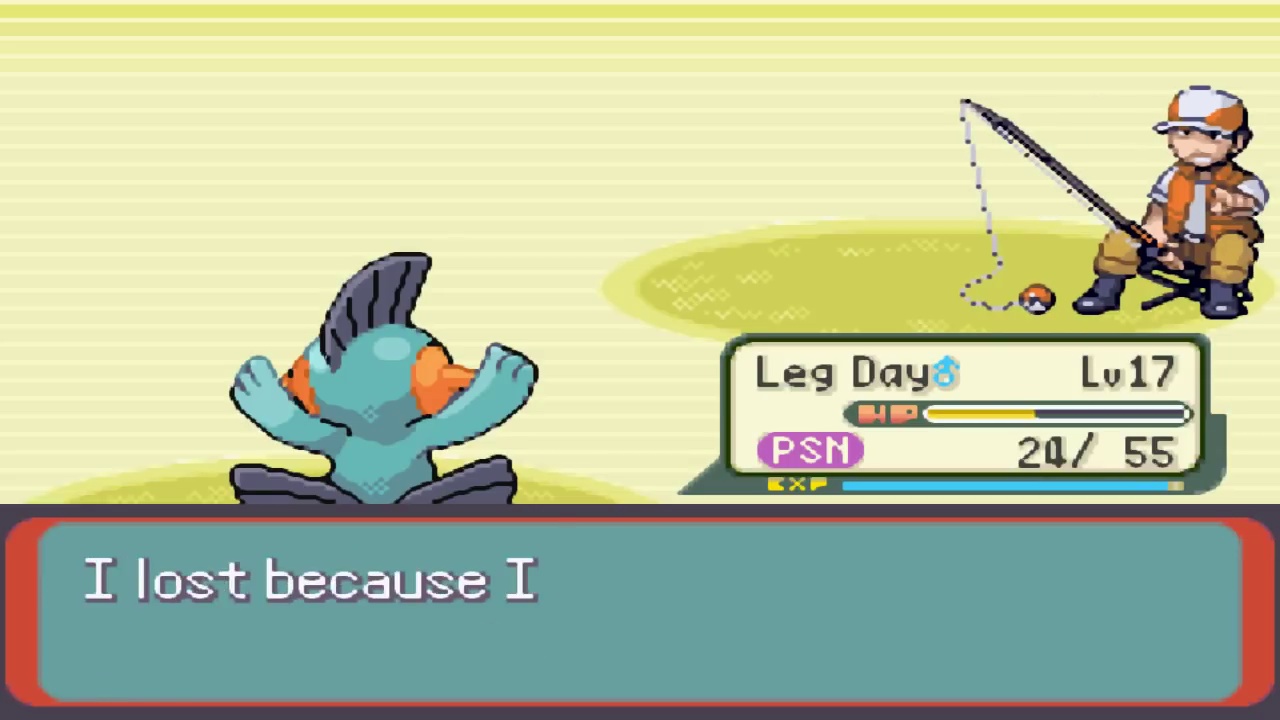 Leg Day♂ Lv17
HP
PSN 24/ 55
EXP
I lost because I